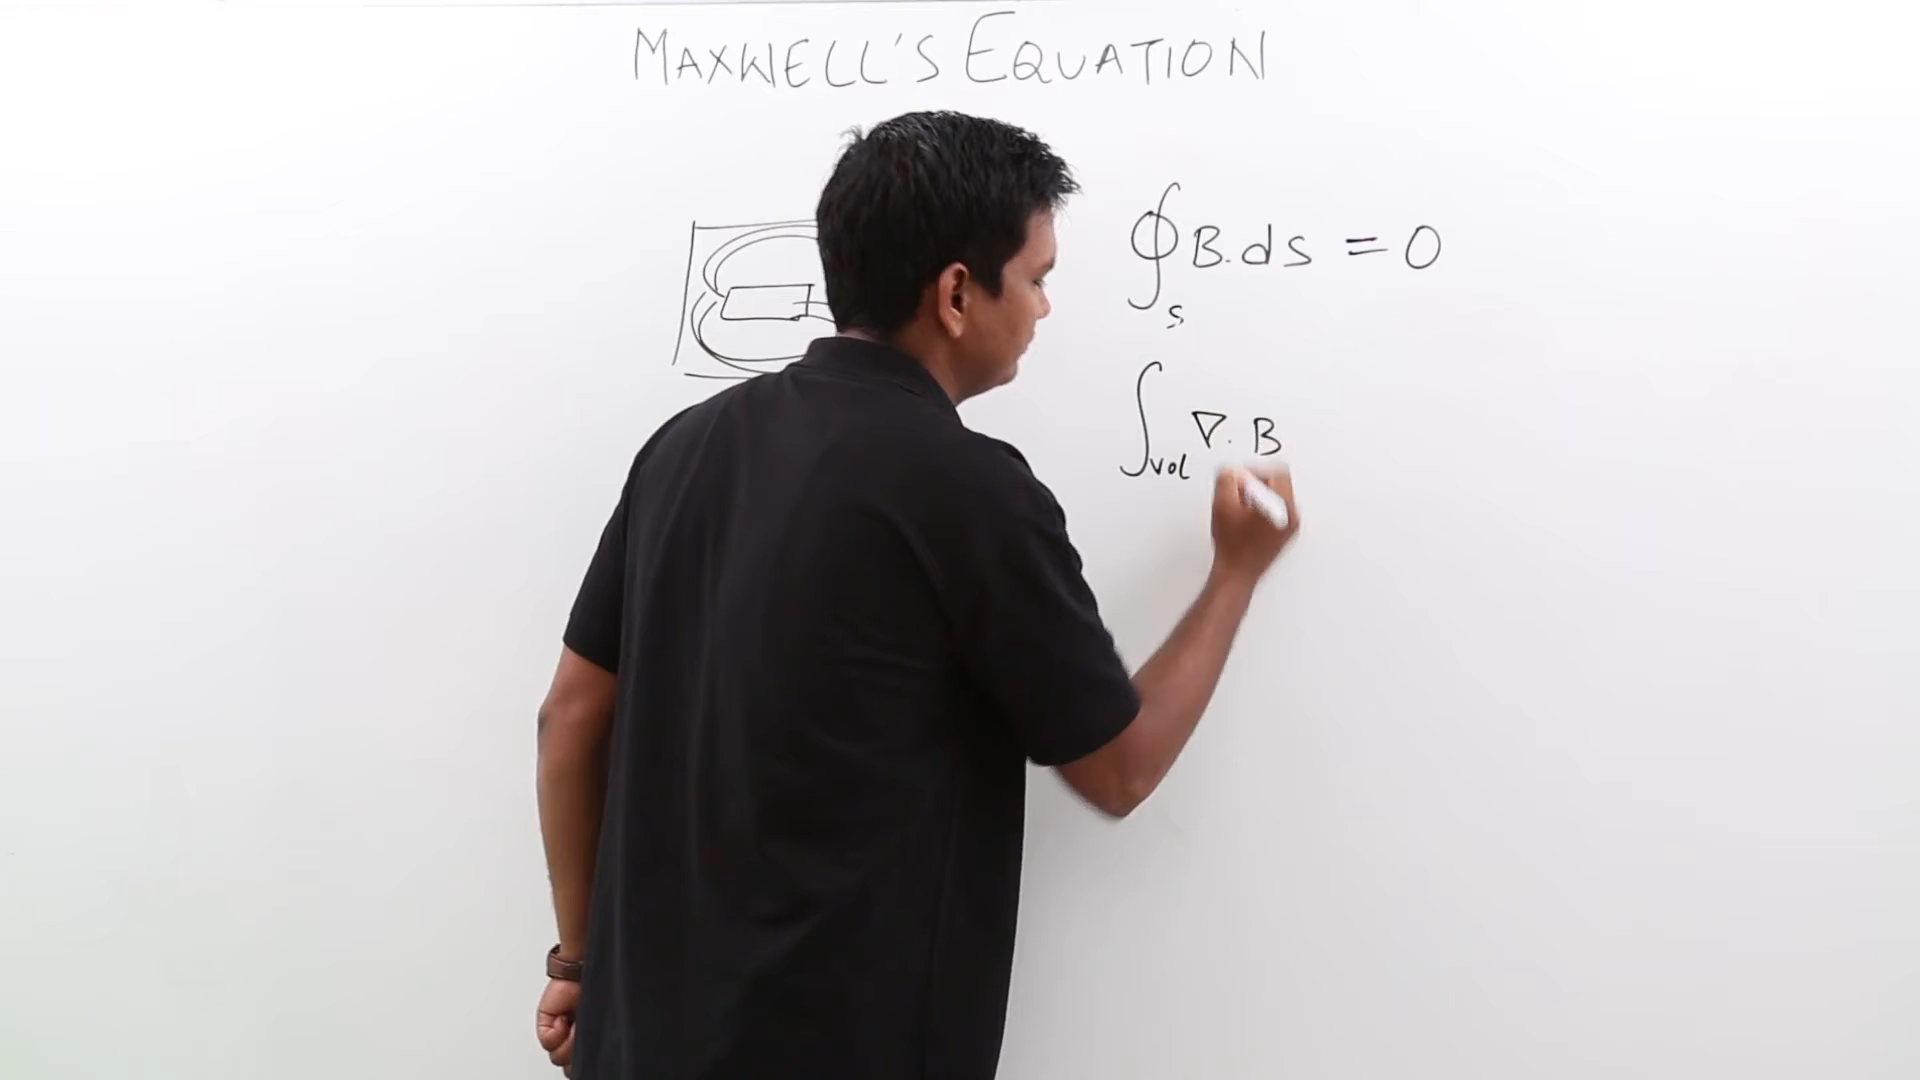 MAXWELL'S EQUATION
∮s B.ds = 0
∫vol ∇. B